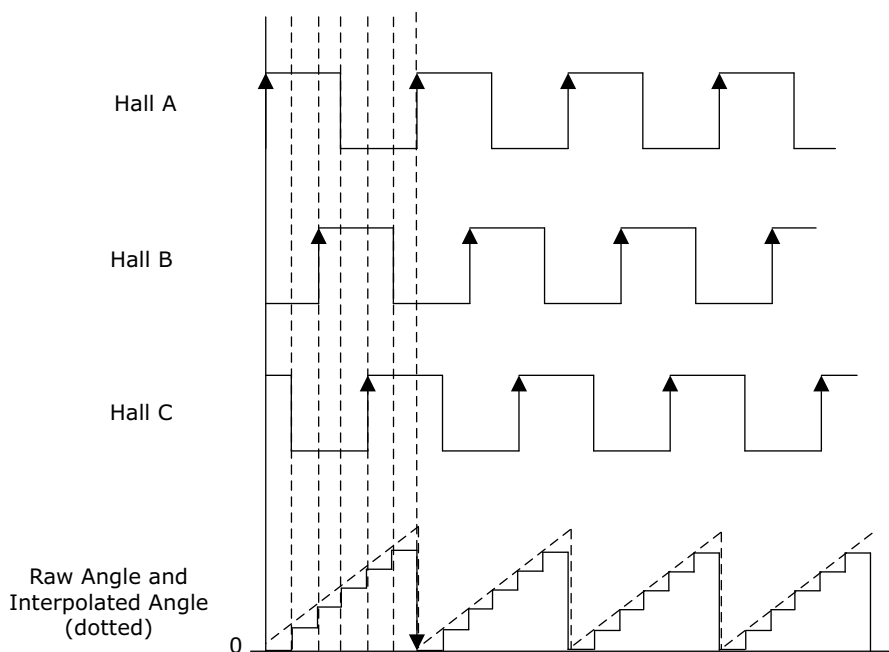 Hall A
Hall B
Hall C
Raw Angle and
Interpolated Angle
(dotted)
0